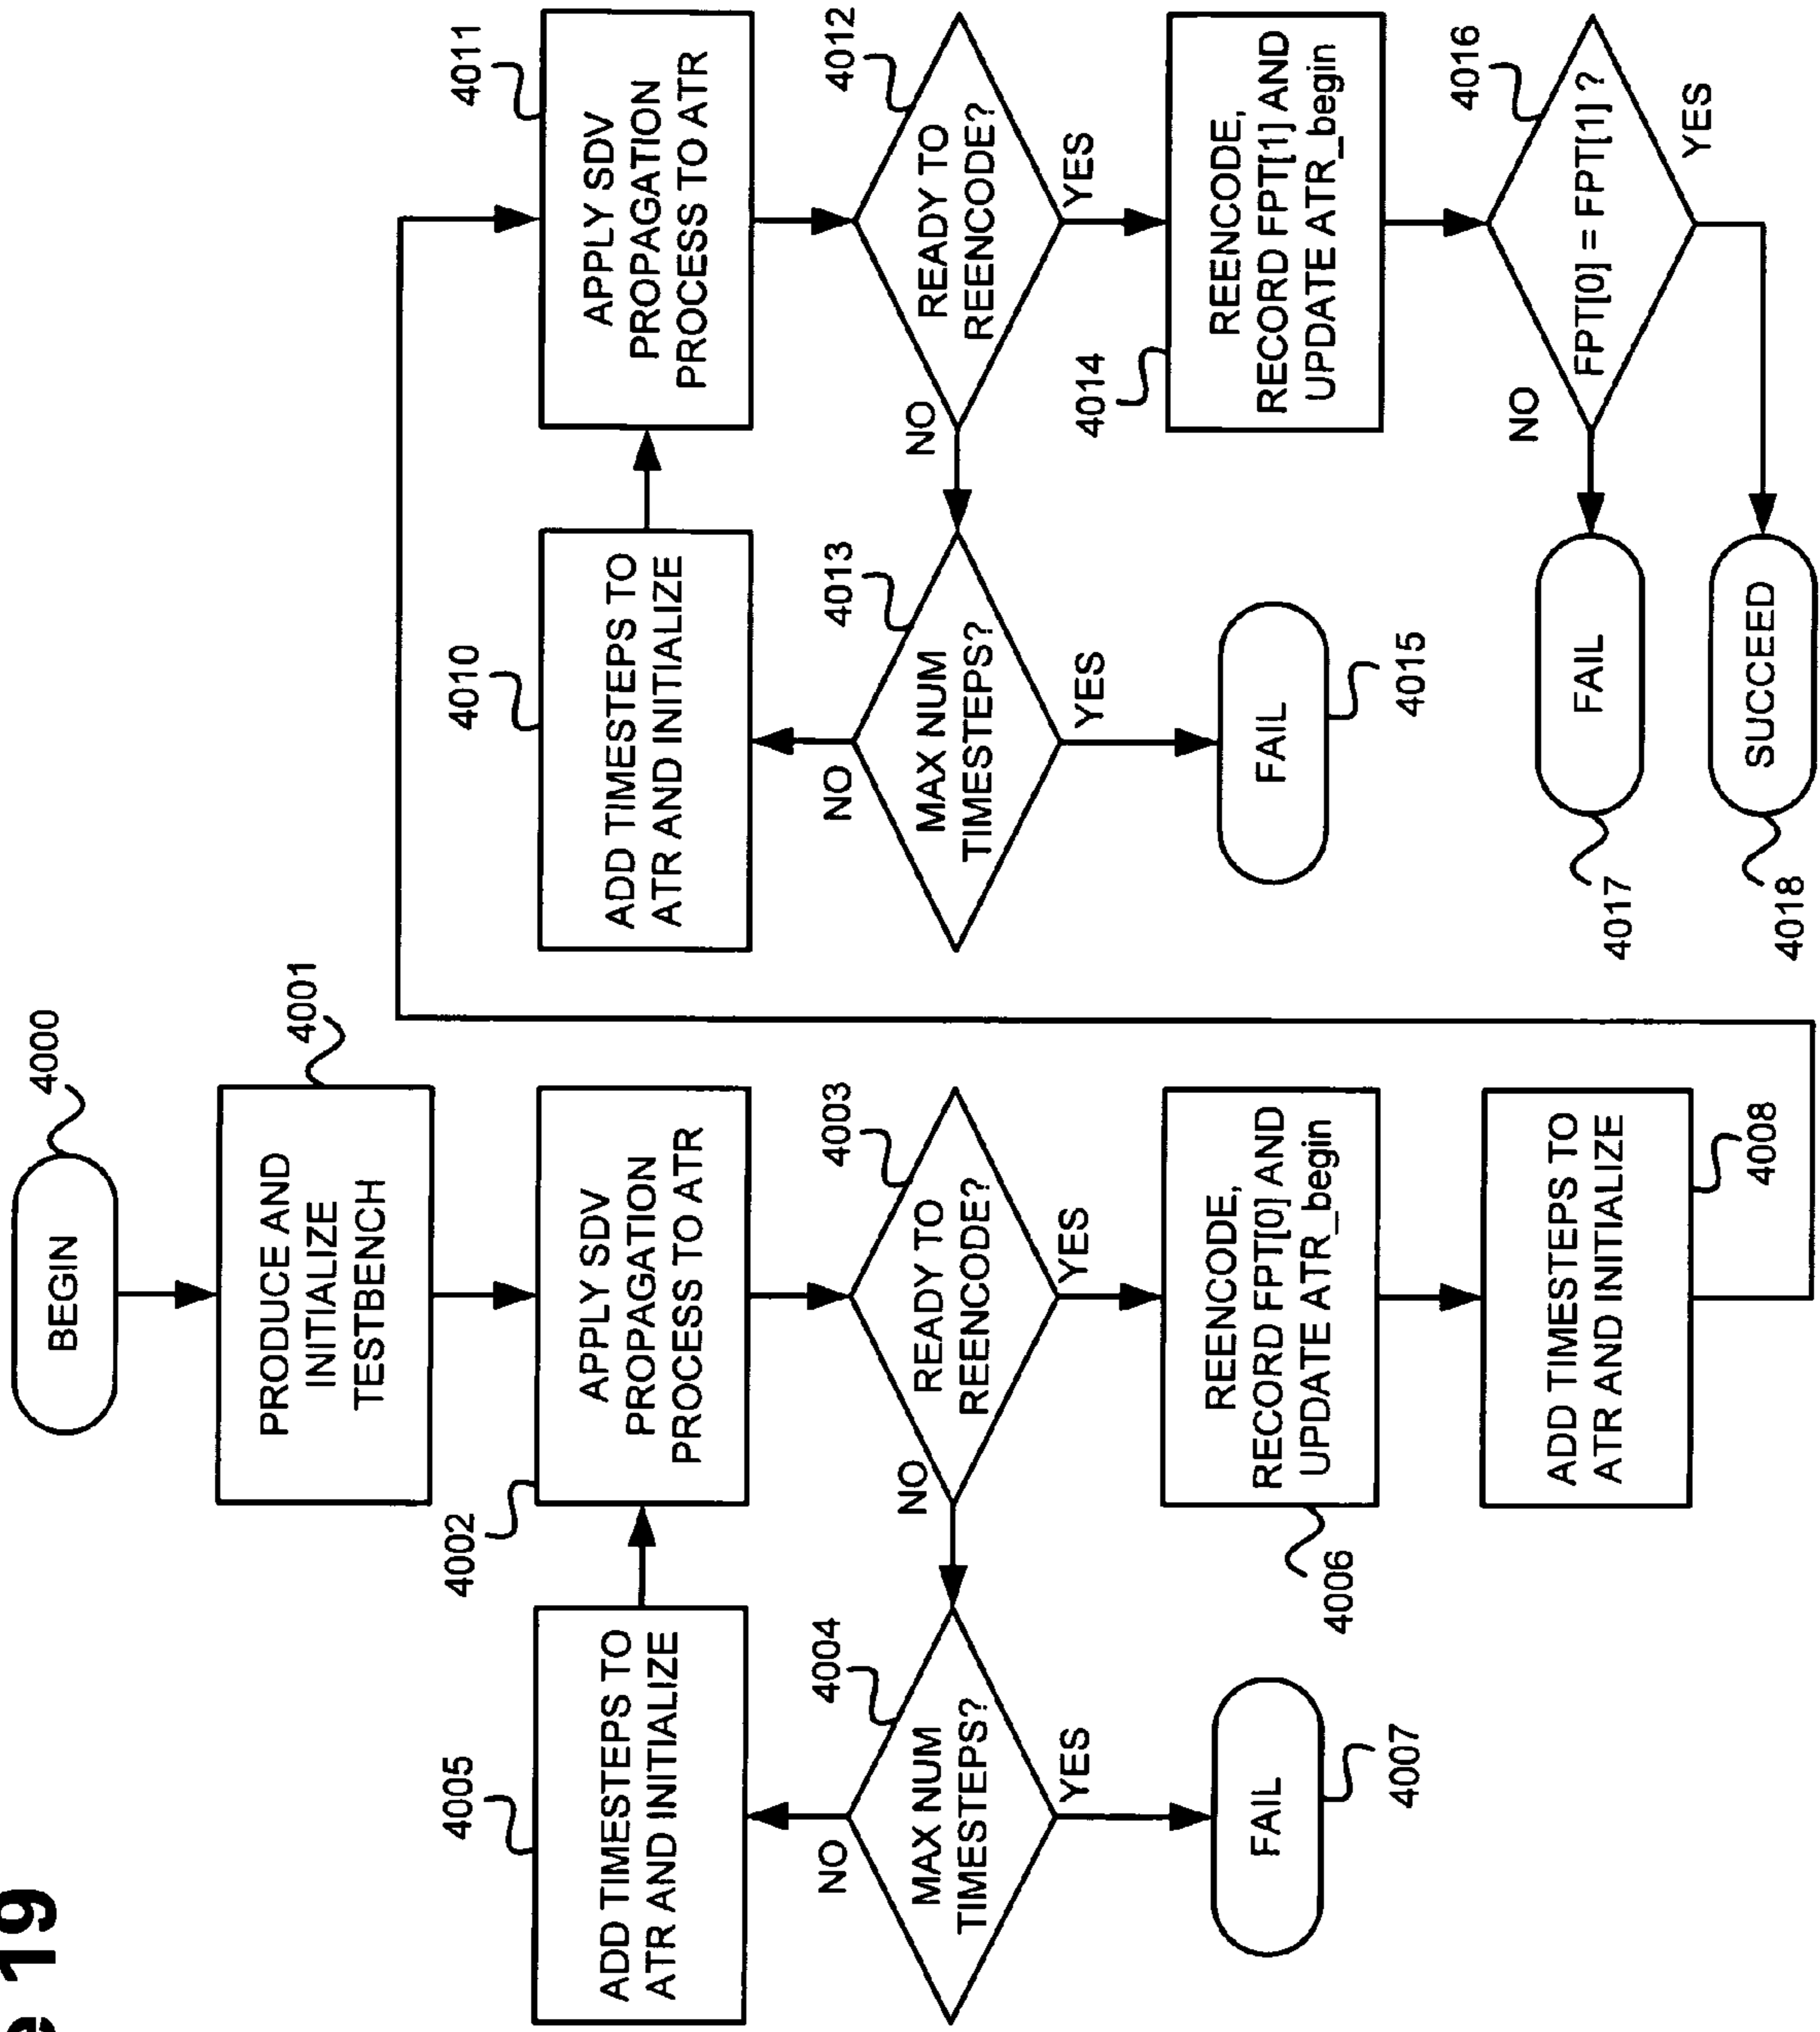 19
BEGIN
4000
PRODUCE AND
INITIALIZE
TESTBENCH
4001
4002
APPLY SDV
PROPAGATION
PROCESS TO ATR
4005
ADD TIMESTEPS TO
ATR AND INITIALIZE
READY TO
REENCODE?
4003
NO
YES
MAX NUM
TIMESTEPS?
4004
NO
YES
FAIL
4007
REENCODE,
RECORD FPT[0] AND
UPDATE ATR_begin
4006
ADD TIMESTEPS TO
ATR AND INITIALIZE
4008
4010
ADD TIMESTEPS TO
ATR AND INITIALIZE
4011
APPLY SDV
PROPAGATION
PROCESS TO ATR
4012
READY TO
REENCODE?
NO
YES
4013
MAX NUM
TIMESTEPS?
NO
YES
FAIL
4015
4014
REENCODE,
RECORD FPT[1] AND
UPDATE ATR_begin
4016
FPT[0] = FPT[1] ?
NO
YES
FAIL
4017
SUCCEED
4018